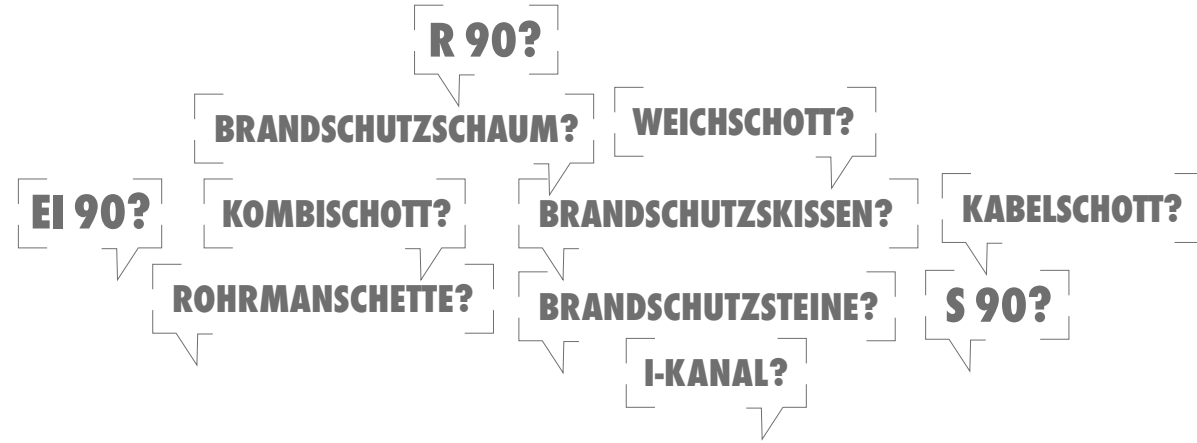 R 90?
BRANDSCHUTZSCHAUM?
WEICHSCHOTT?
EI 90?
KOMBISCHOTT?
BRANDSCHUTZSKISSEN?
KABELSCHOTT?
ROHRMANSCHETTE?
BRANDSCHUTZSTEINE?
S 90?
I-KANAL?